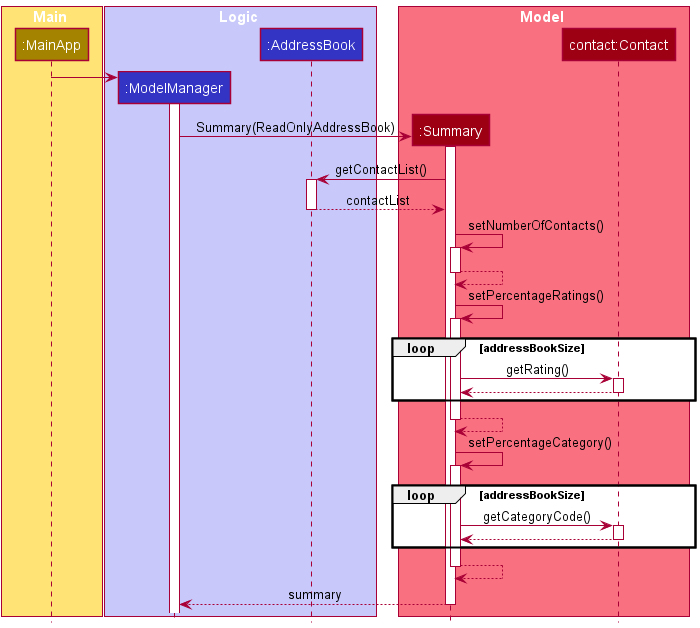 Main
Logic
Model
:MainApp
:AddressBook
contact:Contact
:ModelManager
Summary(ReadOnlyAddressBook)
:Summary
getContactList()
contactList
setNumberOfContacts()
setPercentageRatings()
loop [addressBookSize]
getRating()
setPercentageCategory()
loop [addressBookSize]
getCategoryCode()
summary